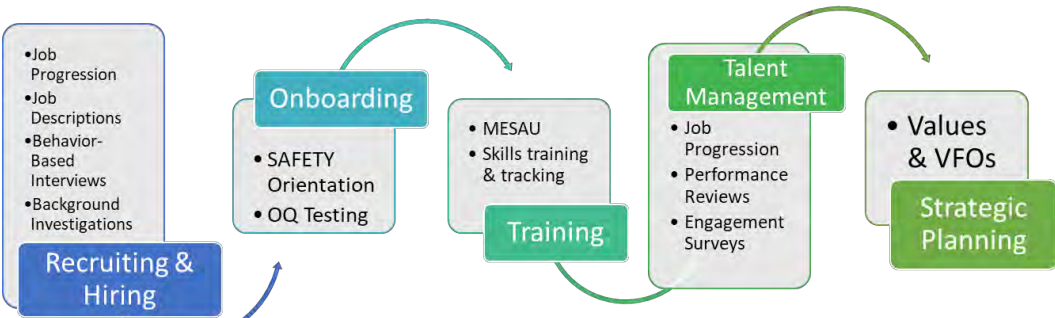 •Job
Progression
•Job
Descriptions
•Behavior-
Based
Interviews
•Background
Investigations
Recruiting &
Hiring
Onboarding
• SAFETY
Orientation
• OQ Testing
• MESAU
• Skills training
& tracking
Training
Talent
Management
• Job
Progression
• Performance
Reviews
• Engagement
Surveys
• Values
& VFOs
Strategic
Planning